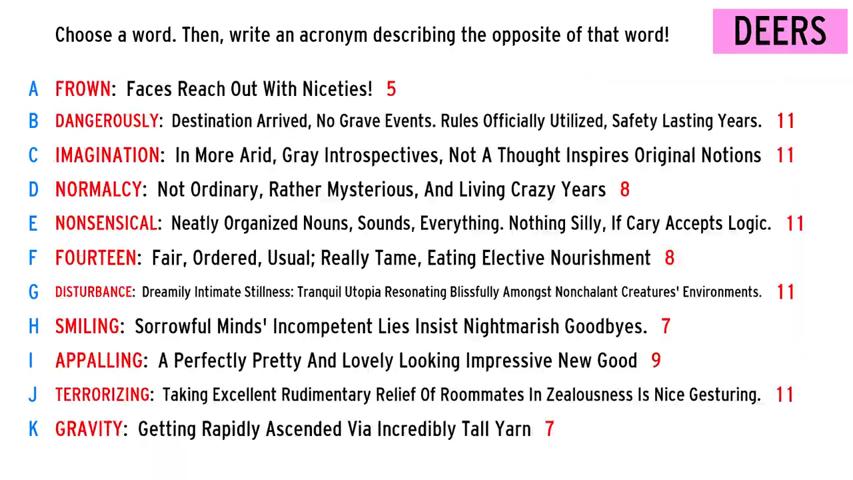 Choose a word. Then, write an acronym describing the opposite of that word!
DEERS
A FROWN: Faces Reach Out With Niceties! 5
B DANGEROUSLY: Destination Arrived, No Grave Events. Rules Officially Utilized, Safety Lasting Years. 11
C IMAGINATION: In More Arid, Gray Introspectives, Not A Thought Inspires Original Notions 11
D NORMALCY: Not Ordinary, Rather Mysterious, And Living Crazy Years 8
E NONSENSICAL: Neatly Organized Nouns, Sounds, Everything. Nothing Silly, If Cary Accepts Logic. 11
F FOURTEEN: Fair, Ordered, Usual; Really Tame, Eating Elective Nourishment 8
G DISTURBANCE: Dreamily Intimate Stillness: Tranquil Utopia Resonating Blissfully Amongst Nonchalant Creatures' Environments. 11
H SMILING: Sorrowful Minds' Incompetent Lies Insist Nightmarish Goodbyes. 7
I APPALLING: A Perfectly Pretty And Lovely Looking Impressive New Good 9
J TERRORIZING: Taking Excellent Rudimentary Relief Of Roommates In Zealousness Is Nice Gesturing. 11
K GRAVITY: Getting Rapidly Ascended Via Incredibly Tall Yarn 7